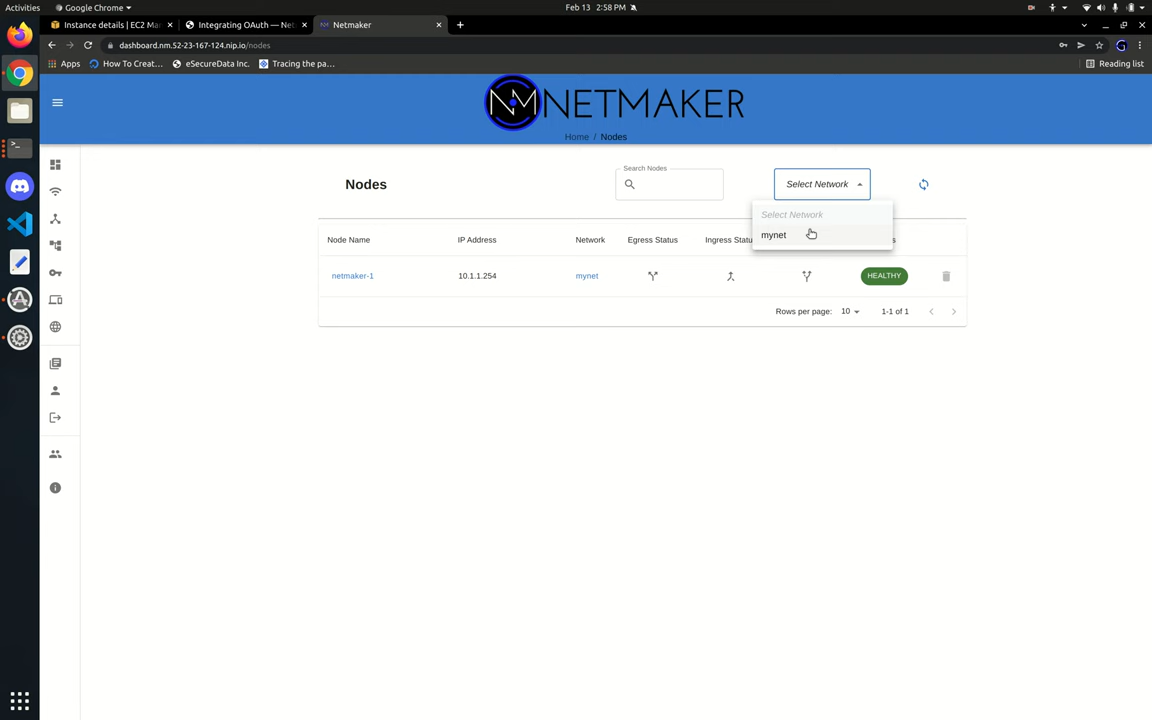 Activities
Google Chrome
Feb 13 2:58 PM
Instance details | EC2 Mar
Integrating OAuth — Net
Netmaker
dashboard.nm.52-23-167-124.nip.io/nodes
Apps
How To Creat...
eSecureData Inc.
Tracing the pa...
Reading list
NM NETMAKER
Home / Nodes
Nodes
Search Nodes
Select Network
Select Network
mynet
Node Name
IP Address
Network
Egress Status
Ingress Statu
s
netmaker-1
10.1.1.254
mynet
HEALTHY
Rows per page: 10
1-1 of 1